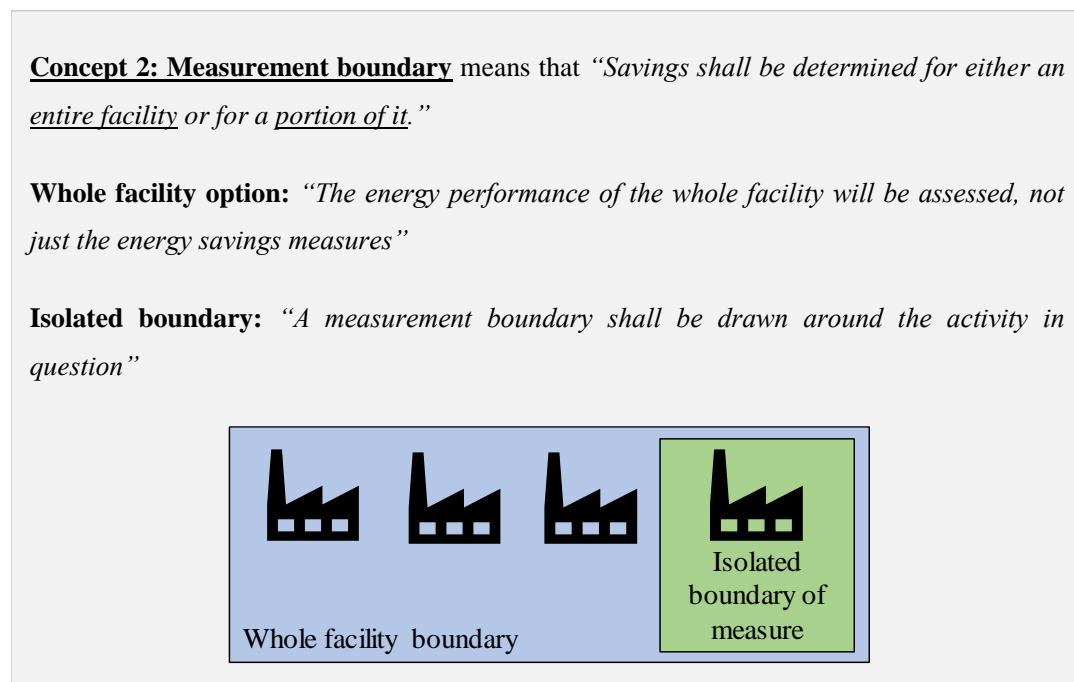 Concept 2: Measurement boundary means that “Savings shall be determined for either an
entire facility or for a portion of it.”
Whole facility option: “The energy performance of the whole facility will be assessed, not
just the energy savings measures”
Isolated boundary: “A measurement boundary shall be drawn around the activity in
question”
Isolated
boundary of
measure
Whole facility boundary